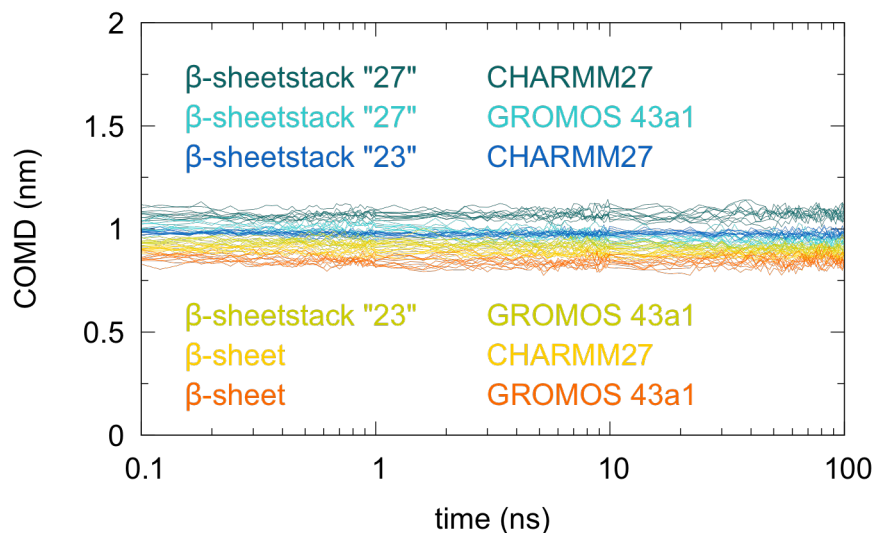 2
β-sheetstack "27" CHARMM27
β-sheetstack "27" GROMOS 43a1
1.5
β-sheetstack "23" CHARMM27
COMD (nm)
1
β-sheetstack "23" GROMOS 43a1
0.5
β-sheet CHARMM27
β-sheet GROMOS 43a1
0
0.1 1 10 100
time (ns)